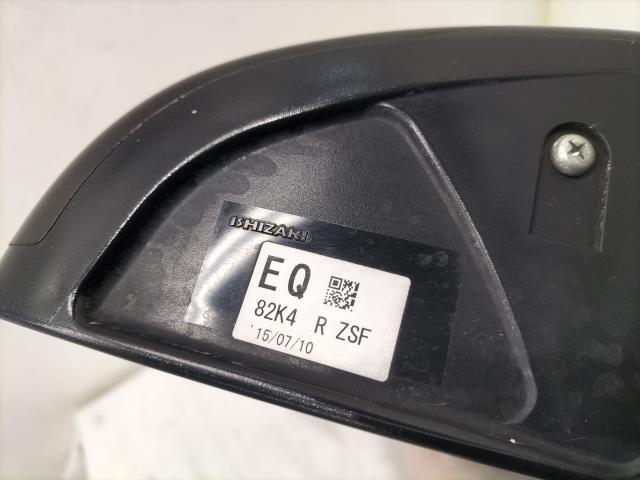 ISHIZAKI
EQ
82K4 R ZSF
'15/07/10